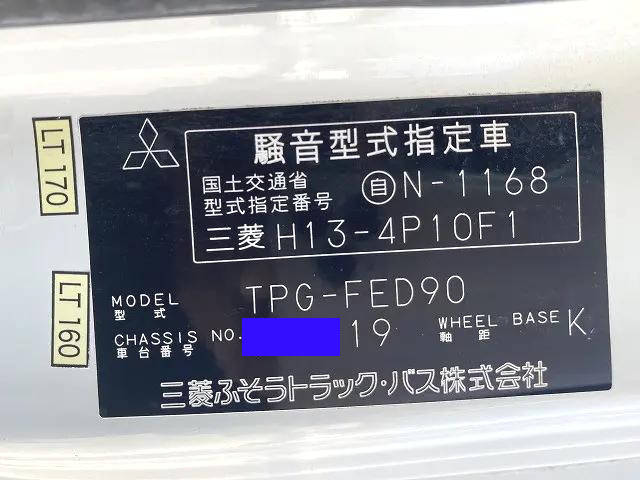 騒音型式指定車
国土交通省
型式指定番号
自N-1168
三菱 H13-4P10F1
LT 170
LT 160
MODEL
型式
TPG-FED90
CHASSIS NO.
車台番号
19
WHEEL BASE
軸距
K
三菱ふそうトラック・バス株式会社